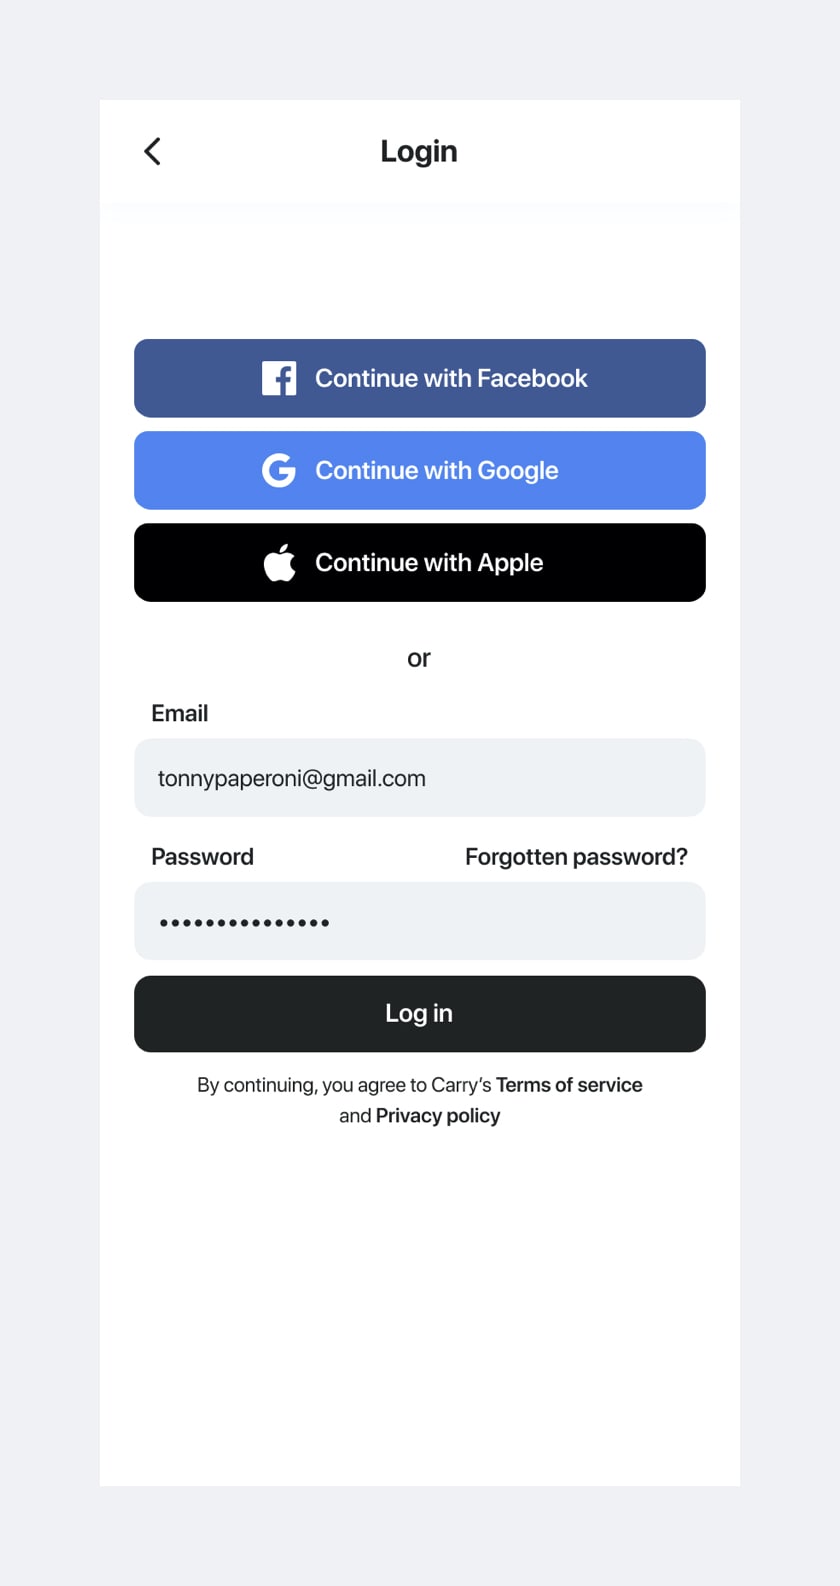 Login
Continue with Facebook
Continue with Google
Continue with Apple
or
Email
tonnypaperoni@gmail.com
Password Forgotten password?
•••••••••••••••
Log in
By continuing, you agree to Carry’s Terms of service
and Privacy policy